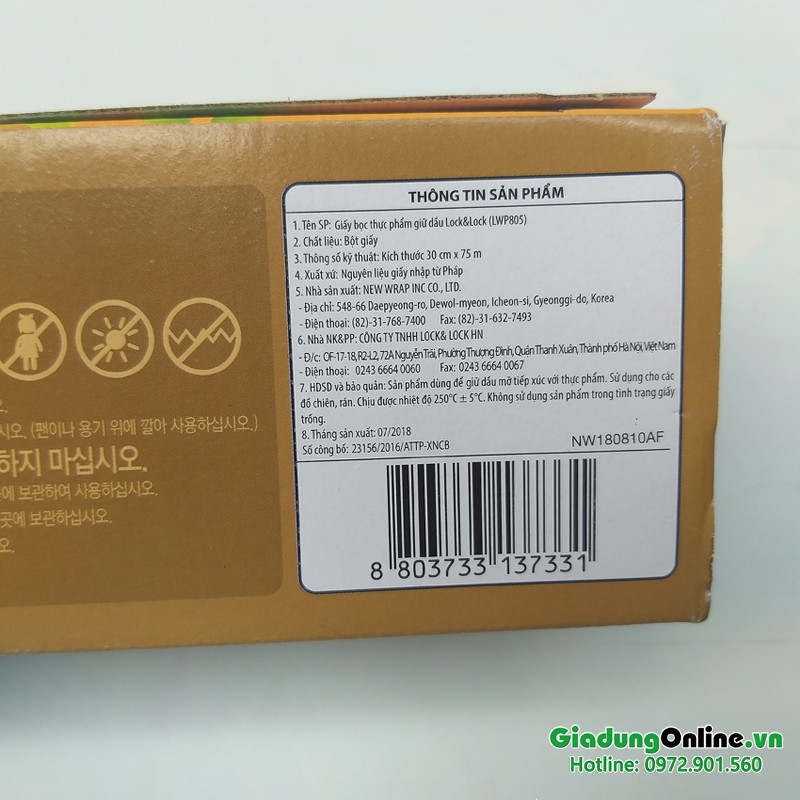 THÔNG TIN SẢN PHẨM
1. Tên SP: Giấy bọc thực phẩm giữ dầu Lock&Lock (LWP805)
2. Chất liệu: Bột giấy
3. Thông số kỹ thuật: Kích thước 30 cm x 75 m
4. Xuất xứ: Nguyên liệu giấy nhập từ Pháp
5. Nhà sản xuất: NEW WRAP INC CO., LTD.
- Địa chỉ: 548-66 Daepyeong-ro, Dewol-myeon, Icheon-si, Gyeonggi-do, Korea
- Điện thoại: (82)-31-768-7400 Fax: (82)-31-632-7493
6. Nhà NK&PP: CÔNG TY TNHH LOCK& LOCK HN
- Đ/c: OF-17-18, R2-L2, 72A Nguyễn Trãi, Phường Thượng Đình, Quận Thanh Xuân, Thành phố Hà Nội, Việt Nam
- Điện thoại: 0243 6664 0060 Fax: 0243 6664 0067
7. HDSD và bảo quản: Sản phẩm dùng để giữ dầu mỡ tiếp xúc với thực phẩm. Sử dụng cho các
đồ chiên, rán. Chịu được nhiệt độ 250°C ± 5°C. Không sử dụng sản phẩm trong tình trạng giấy
trống.
8. Tháng sản xuất: 07/2018
Số công bố: 23156/2016/ATTP-XNCB
NW180810AF
8 803733 137331
오.
시오. (팬이나 용기 위에 깔아 사용하십시오.)
하지 마십시오.
에 보관하여 사용하십시오.
곳에 보관하십시오.
오.
GiadungOnline.vn
Hotline: 0972.901.560